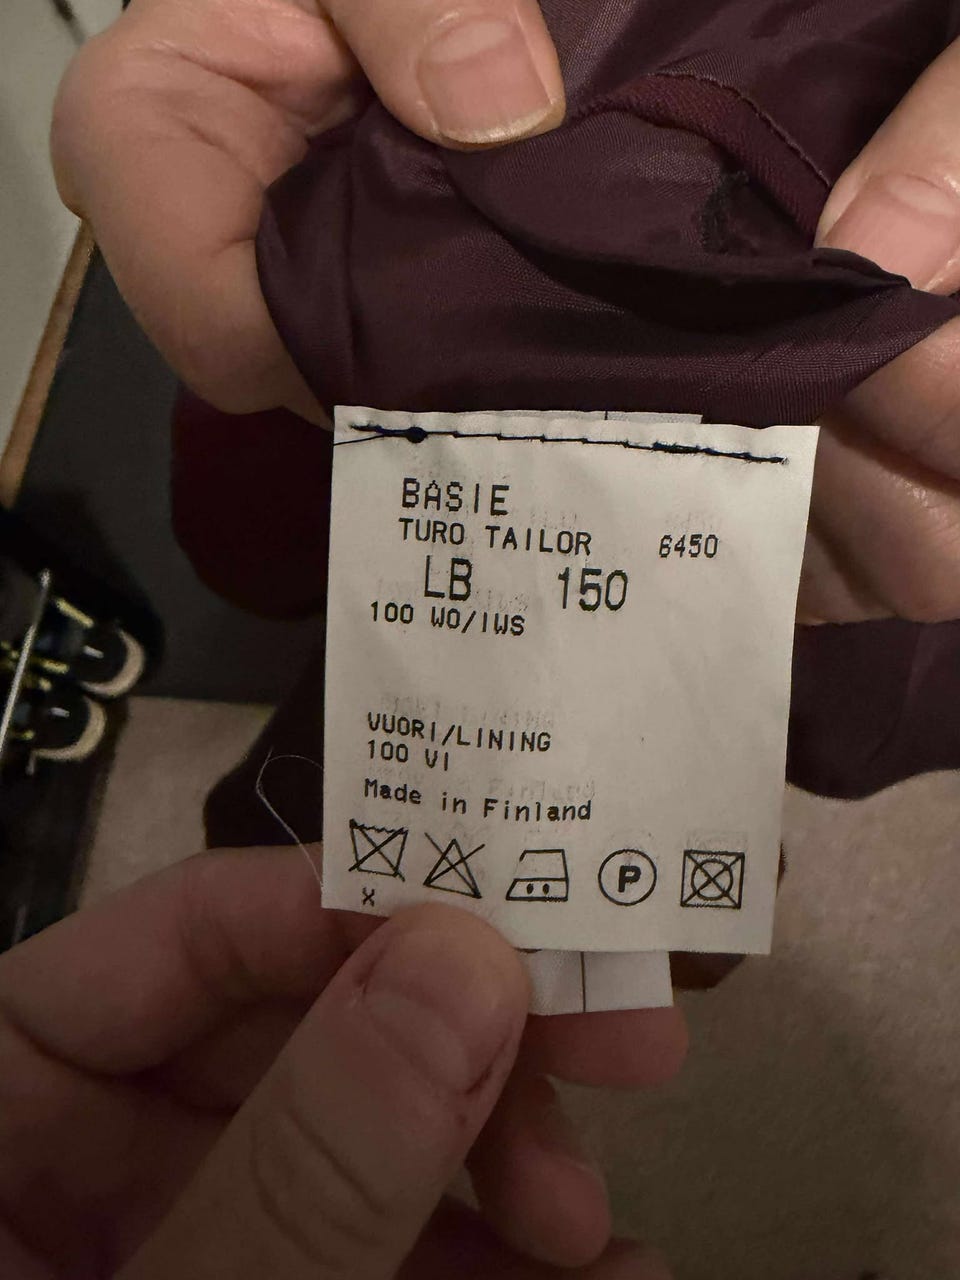 BASIE
TURO TAILOR 6450
LB 150
100 WO/IWS
VUORI/LINING
100 VI
Made in Finland
P
X